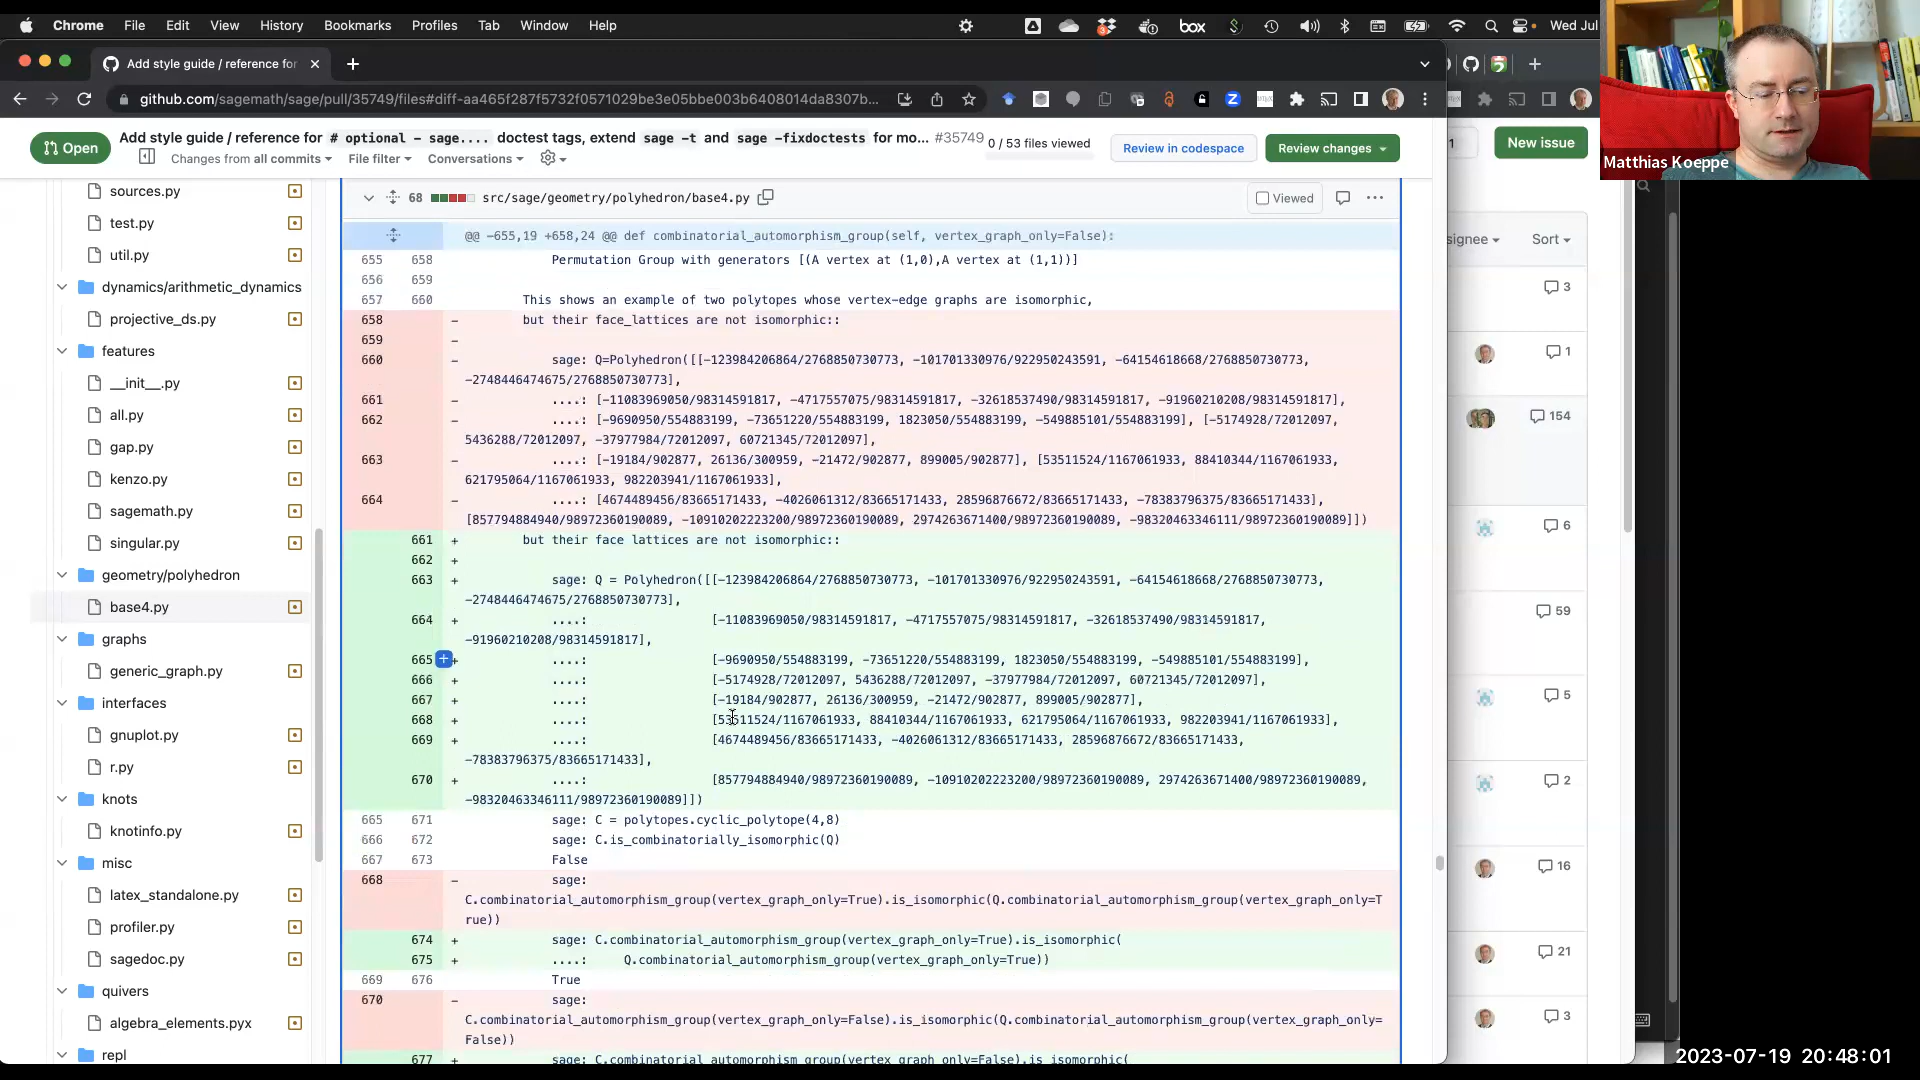 Chrome File Edit View History Bookmarks Profiles Tab Window Help
box
Wed Jul
Add style guide / reference for
github.com/sagemath/sage/pull/35749/files#diff-aa465f287f5732f0571029be3e05bbe003b6408014da8307b...
Open
Add style guide / reference for # optional - sage.... doctest tags, extend sage -t and sage -fixdoctests for mo... #35749
Changes from all commits File filter Conversations
0 / 53 files viewed
Review in codespace
Review changes
1
New issue
Matthias Koeppe
signee Sort
3
1
154
6
59
5
2
16
21
3
sources.py
test.py
util.py
dynamics/arithmetic_dynamics
projective_ds.py
features
__init__.py
all.py
gap.py
kenzo.py
sagemath.py
singular.py
geometry/polyhedron
base4.py
graphs
generic_graph.py
interfaces
gnuplot.py
r.py
knots
knotinfo.py
misc
latex_standalone.py
profiler.py
sagedoc.py
quivers
algebra_elements.pyx
repl
68 src/sage/geometry/polyhedron/base4.py
Viewed
@@ -655,19 +658,24 @@ def combinatorial_automorphism_group(self, vertex_graph_only=False):
655 658 Permutation Group with generators [(A vertex at (1,0),A vertex at (1,1))]
656 659
657 660 This shows an example of two polytopes whose vertex-edge graphs are isomorphic,
658 - but their face_lattices are not isomorphic::
659 -
660 - sage: Q=Polyhedron([[-123984206864/2768850730773, -101701330976/922950243591, -64154618668/2768850730773,
-2748446474675/2768850730773],
661 - ....: [-11083969050/98314591817, -4717557075/98314591817, -32618537490/98314591817, -91960210208/98314591817],
662 - ....: [-9690950/554883199, -73651220/554883199, 1823050/554883199, -549885101/554883199], [-5174928/72012097,
5436288/72012097, -37977984/72012097, 60721345/72012097],
663 - ....: [-19184/902877, 26136/300959, -21472/902877, 899005/902877], [53511524/1167061933, 88410344/1167061933,
621795064/1167061933, 982203941/1167061933],
664 - ....: [4674489456/83665171433, -4026061312/83665171433, 28596876672/83665171433, -78383796375/83665171433],
[857794884940/98972360190089, -10910202223200/98972360190089, 2974263671400/98972360190089, -98320463346111/98972360190089]])
661 + but their face lattices are not isomorphic::
662 +
663 + sage: Q = Polyhedron([[-123984206864/2768850730773, -101701330976/922950243591, -64154618668/2768850730773,
-2748446474675/2768850730773],
664 + ....: [-11083969050/98314591817, -4717557075/98314591817, -32618537490/98314591817,
-91960210208/98314591817],
665 + ....: [-9690950/554883199, -73651220/554883199, 1823050/554883199, -549885101/554883199],
666 + ....: [-5174928/72012097, 5436288/72012097, -37977984/72012097, 60721345/72012097],
667 + ....: [-19184/902877, 26136/300959, -21472/902877, 899005/902877],
668 + ....: [53511524/1167061933, 88410344/1167061933, 621795064/1167061933, 982203941/1167061933],
669 + ....: [4674489456/83665171433, -4026061312/83665171433, 28596876672/83665171433,
-78383796375/83665171433],
670 + ....: [857794884940/98972360190089, -10910202223200/98972360190089, 2974263671400/98972360190089,
-98320463346111/98972360190089]])
665 671 sage: C = polytopes.cyclic_polytope(4,8)
666 672 sage: C.is_combinatorially_isomorphic(Q)
667 673 False
668 - sage:
C.combinatorial_automorphism_group(vertex_graph_only=True).is_isomorphic(Q.combinatorial_automorphism_group(vertex_graph_only=T
rue))
674 + sage: C.combinatorial_automorphism_group(vertex_graph_only=True).is_isomorphic(
675 + ....: Q.combinatorial_automorphism_group(vertex_graph_only=True))
669 676 True
670 - sage:
C.combinatorial_automorphism_group(vertex_graph_only=False).is_isomorphic(Q.combinatorial_automorphism_group(vertex_graph_only=
False))
677 + sage: C.combinatorial_automorphism_group(vertex_graph_only=False).is_isomorphic(
2023-07-19 20:48:01